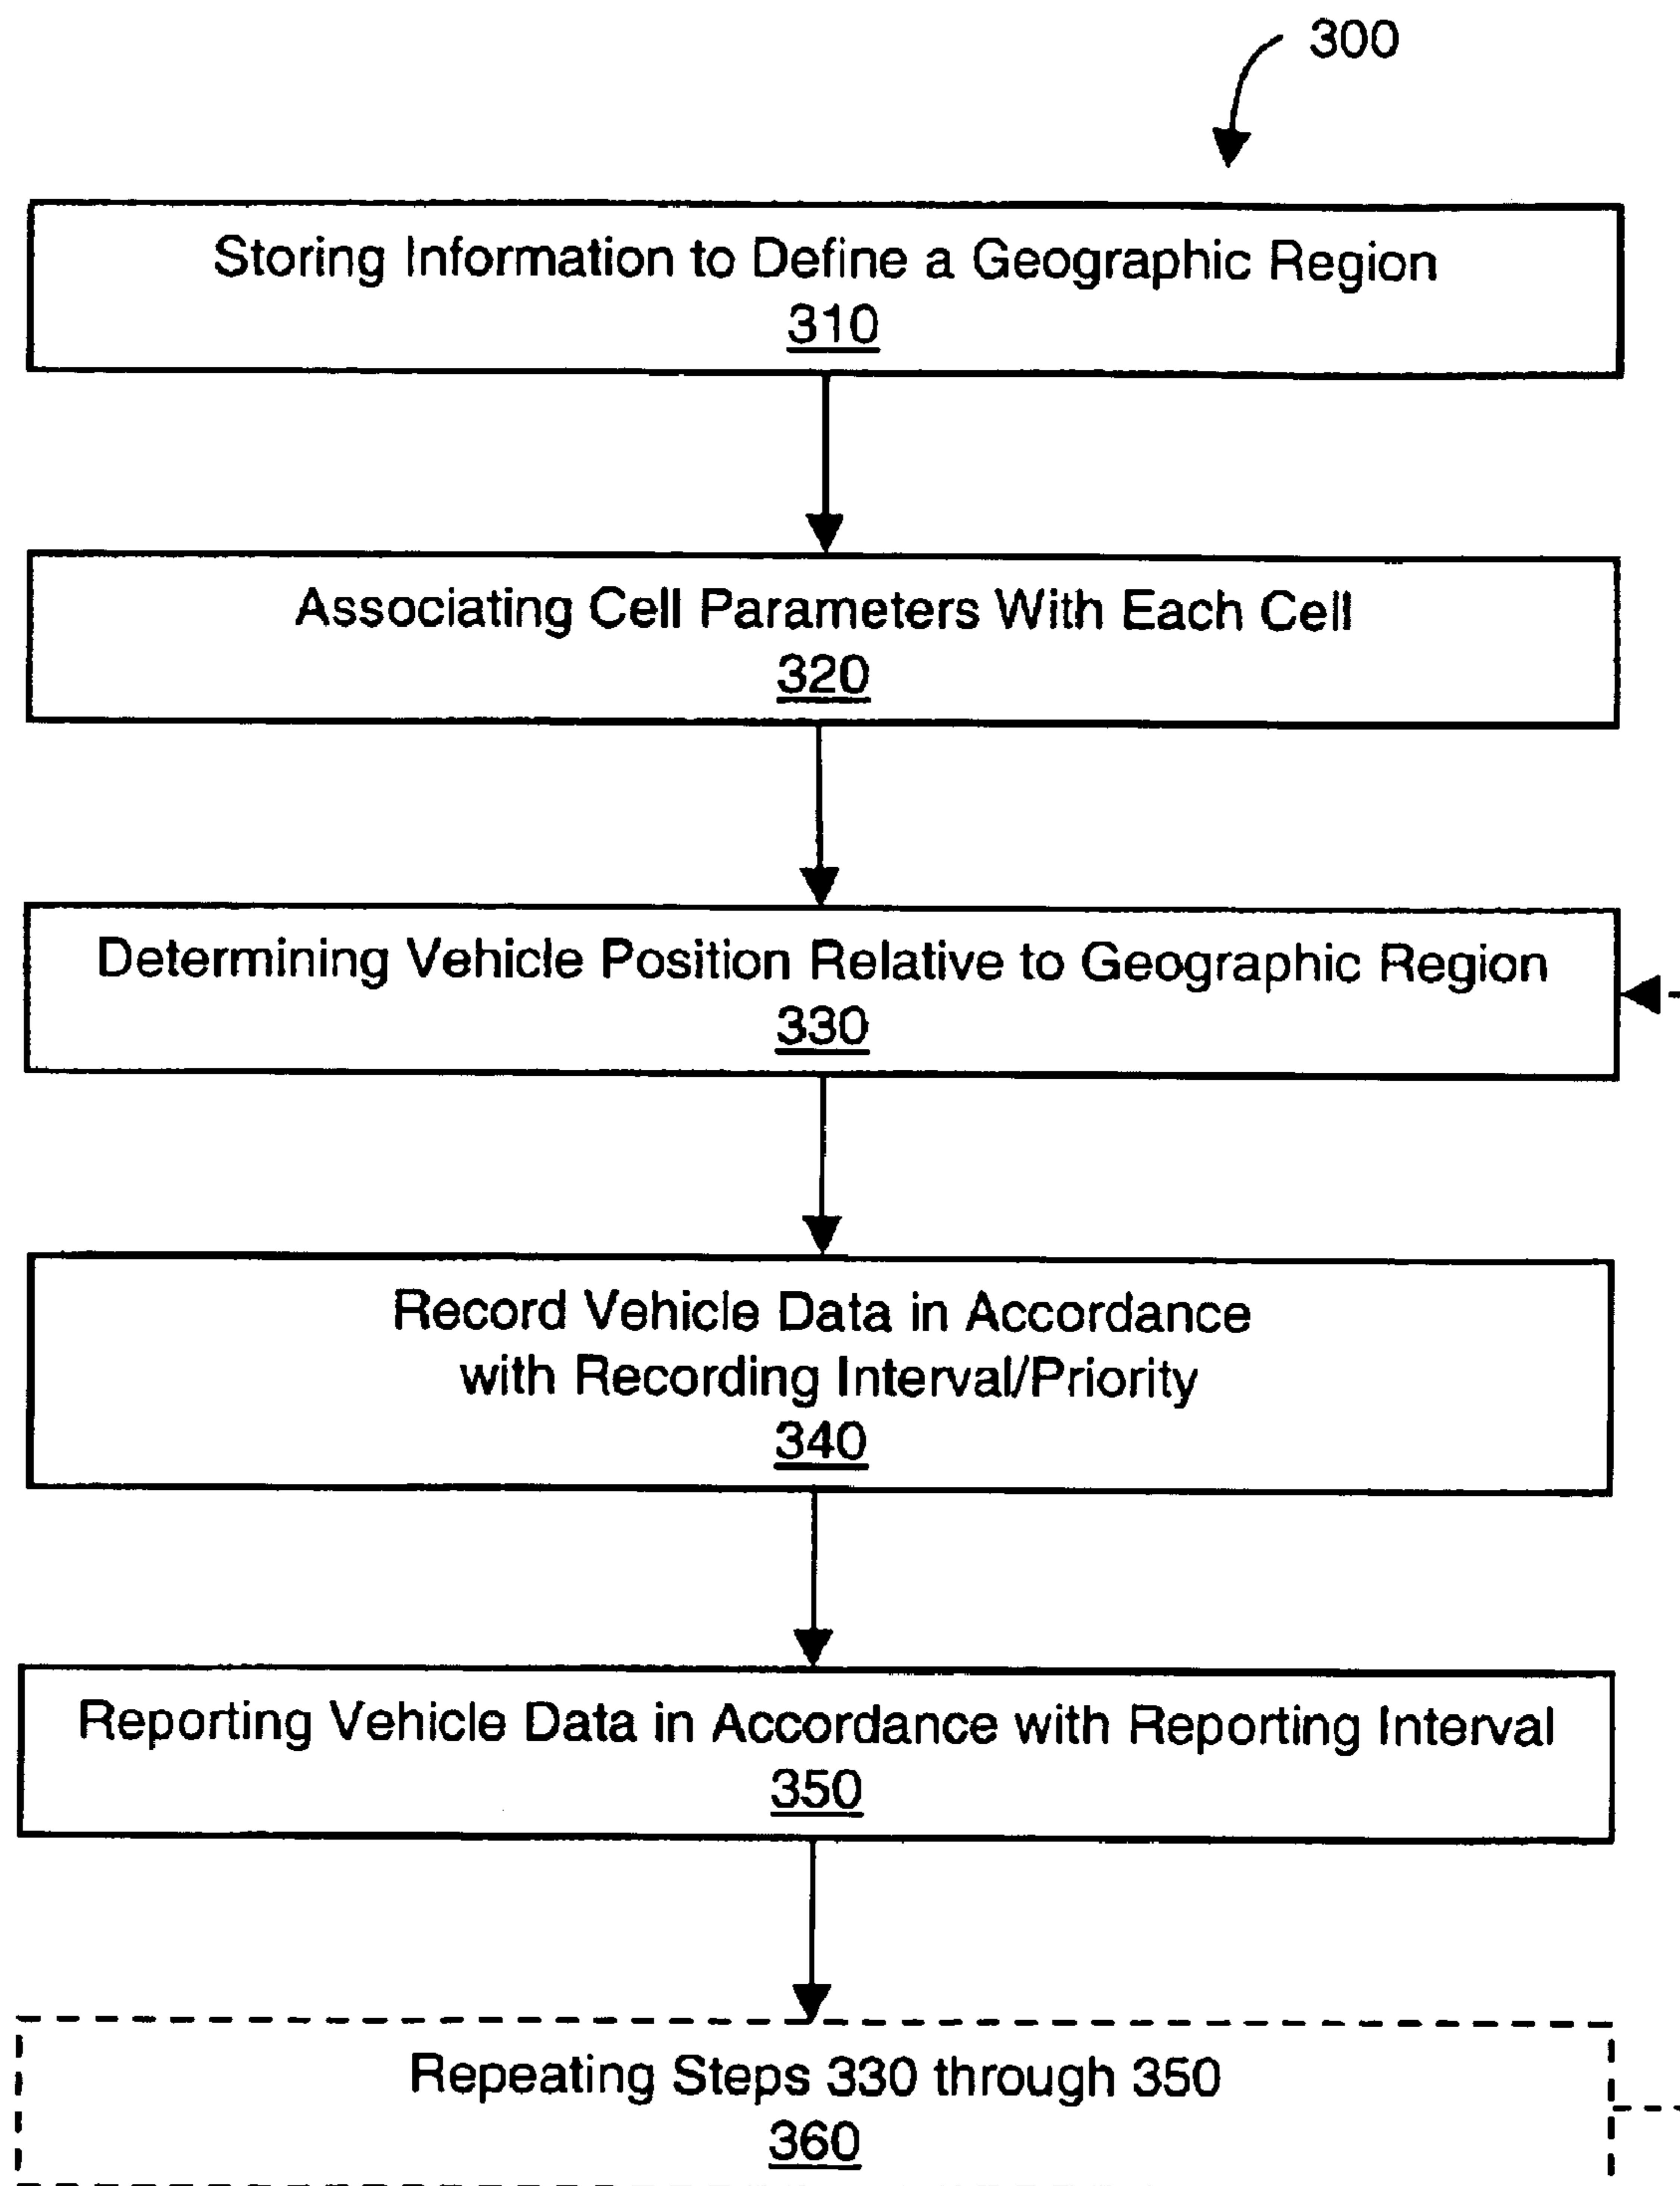 300
Storing Information to Define a Geographic Region
310
Associating Cell Parameters With Each Cell
320
Determining Vehicle Position Relative to Geographic Region
330
Record Vehicle Data in Accordance
with Recording Interval/Priority
340
Reporting Vehicle Data in Accordance with Reporting Interval
350
Repeating Steps 330 through 350
360